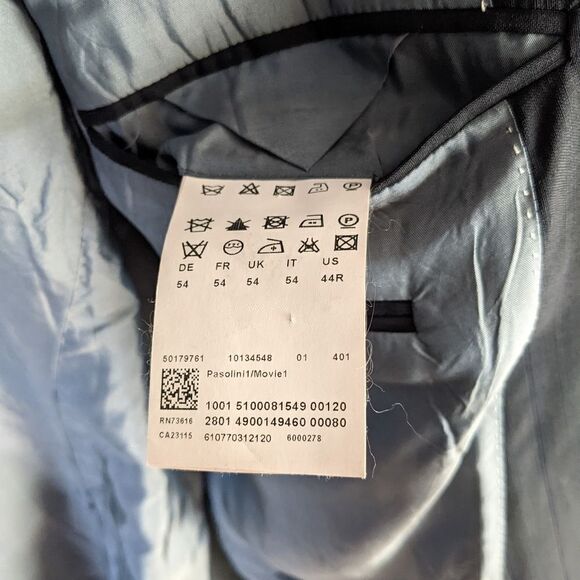 DE FR UK IT US
54 54 54 54 44R
50179761 10134548 01 401
Pasolini1/Movie1
1001 5100081549 00120
RN73616 2801 4900149460 00080
CA23115 610770312120 6000278